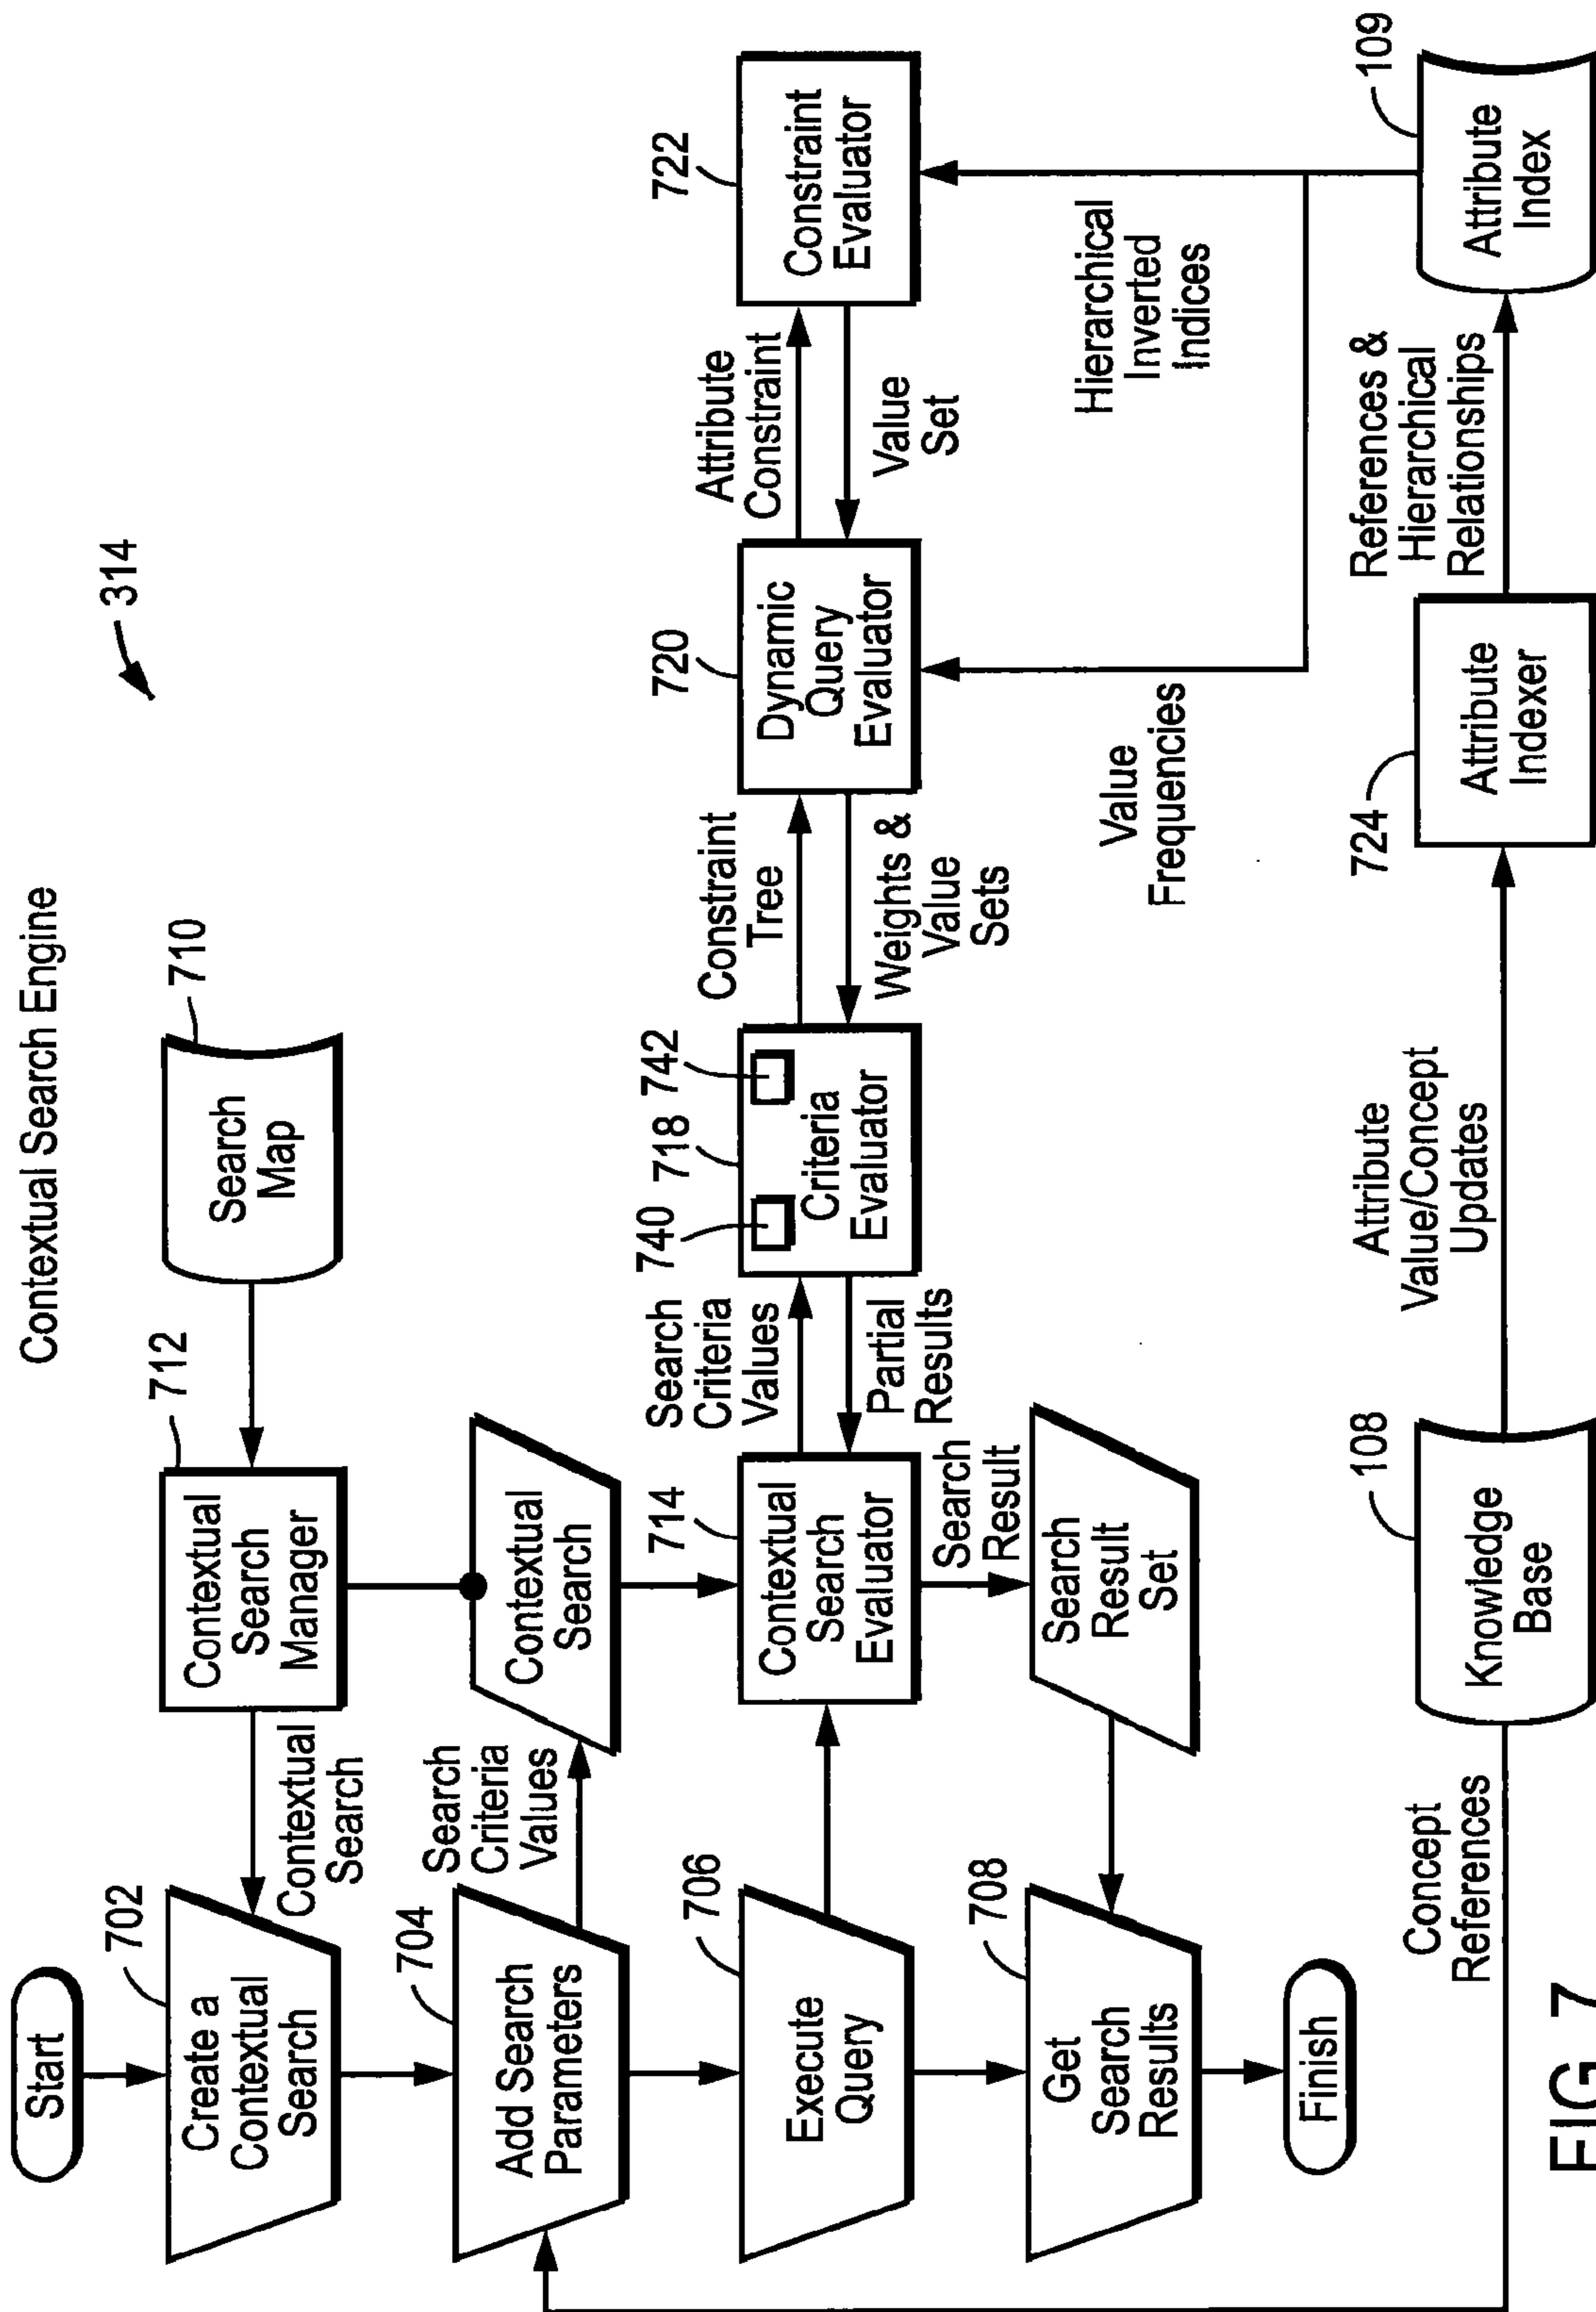 Contextual Search Engine
314
Start
702
Create a
Contextual
Search
Contextual
Search
712
Contextual
Search
Manager
710
Search
Map
704
Add Search
Parameters
Search
Criteria
Values
Contextual
Search
706
Execute
Query
714
Contextual
Search
Evaluator
Search
Criteria
Values
Partial
Results
740
718
742
Criteria
Evaluator
Constraint
Tree
Weights &
Value
Sets
720
Dynamic
Query
Evaluator
Attribute
Constraint
Value
Set
722
Constraint
Evaluator
Search
Result
708
Get
Search
Results
Search
Result
Set
Value
Frequencies
Hierarchical
Inverted
Indices
Finish
Concept
References
108
Knowledge
Base
Attribute
Value/Concept
Updates
724
Attribute
Indexer
References &
Hierarchical
Relationships
109
Attribute
Index
FIG. 7